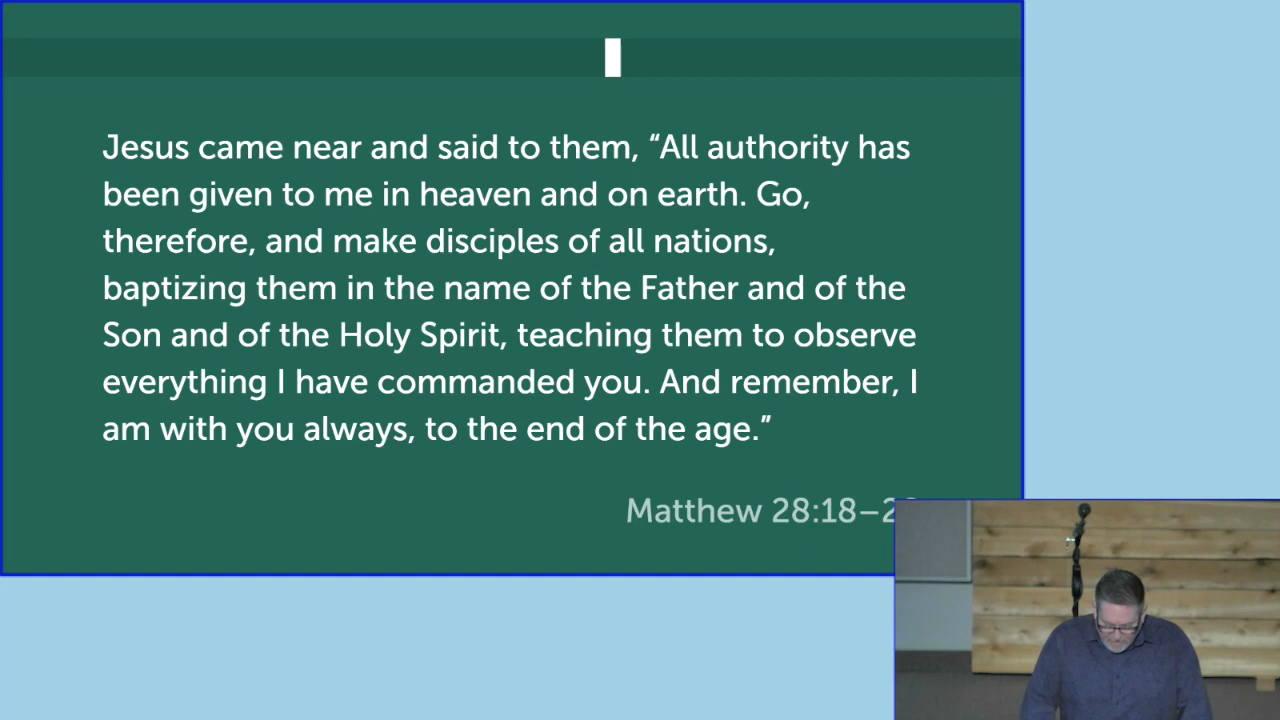 Jesus came near and said to them, “All authority has
been given to me in heaven and on earth. Go,
therefore, and make disciples of all nations,
baptizing them in the name of the Father and of the
Son and of the Holy Spirit, teaching them to observe
everything I have commanded you. And remember, I
am with you always, to the end of the age.”
Matthew 28:18–2